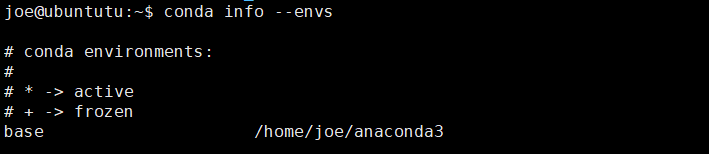 joe@ubuntutu:~$ conda info --envs
# conda environments:
#
# * -> active
# + -> frozen
base                     /home/joe/anaconda3